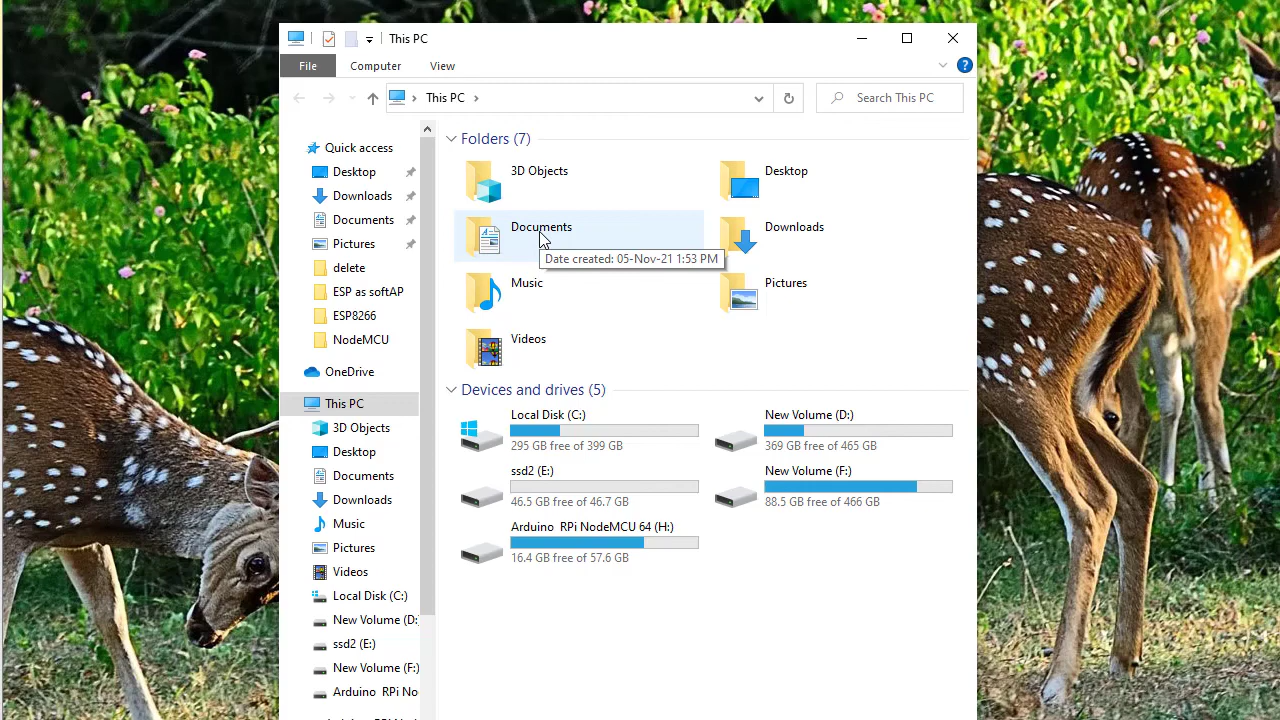 This PC
File
Computer
View
This PC
Search This PC
Quick access
Desktop
Downloads
Documents
Pictures
delete
ESP as softAP
ESP8266
NodeMCU
OneDrive
This PC
3D Objects
Desktop
Documents
Downloads
Music
Pictures
Videos
Local Disk (C:)
New Volume (D:)
ssd2 (E:)
New Volume (F:)
Arduino RPi No
Folders (7)
3D Objects
Desktop
Documents
Downloads
Date created: 05-Nov-21 1:53 PM
Music
Pictures
Videos
Devices and drives (5)
Local Disk (C:)
295 GB free of 399 GB
New Volume (D:)
369 GB free of 465 GB
ssd2 (E:)
46.5 GB free of 46.7 GB
New Volume (F:)
88.5 GB free of 466 GB
Arduino RPi NodeMCU 64 (H:)
16.4 GB free of 57.6 GB